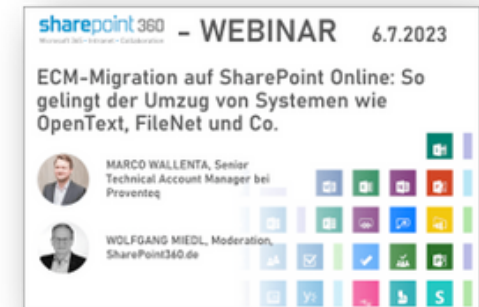 sharepoint 360 - WEBINAR 6.7.2023
Microsoft 365 - Intranet - Collaboration
ECM-Migration auf SharePoint Online: So
gelingt der Umzug von Systemen wie
OpenText, FileNet und Co.
MARCO WALLENTA, Senior
Technical Account Manager bei
Proventeq
WOLFGANG MIEDL, Moderation,
SharePoint360.de